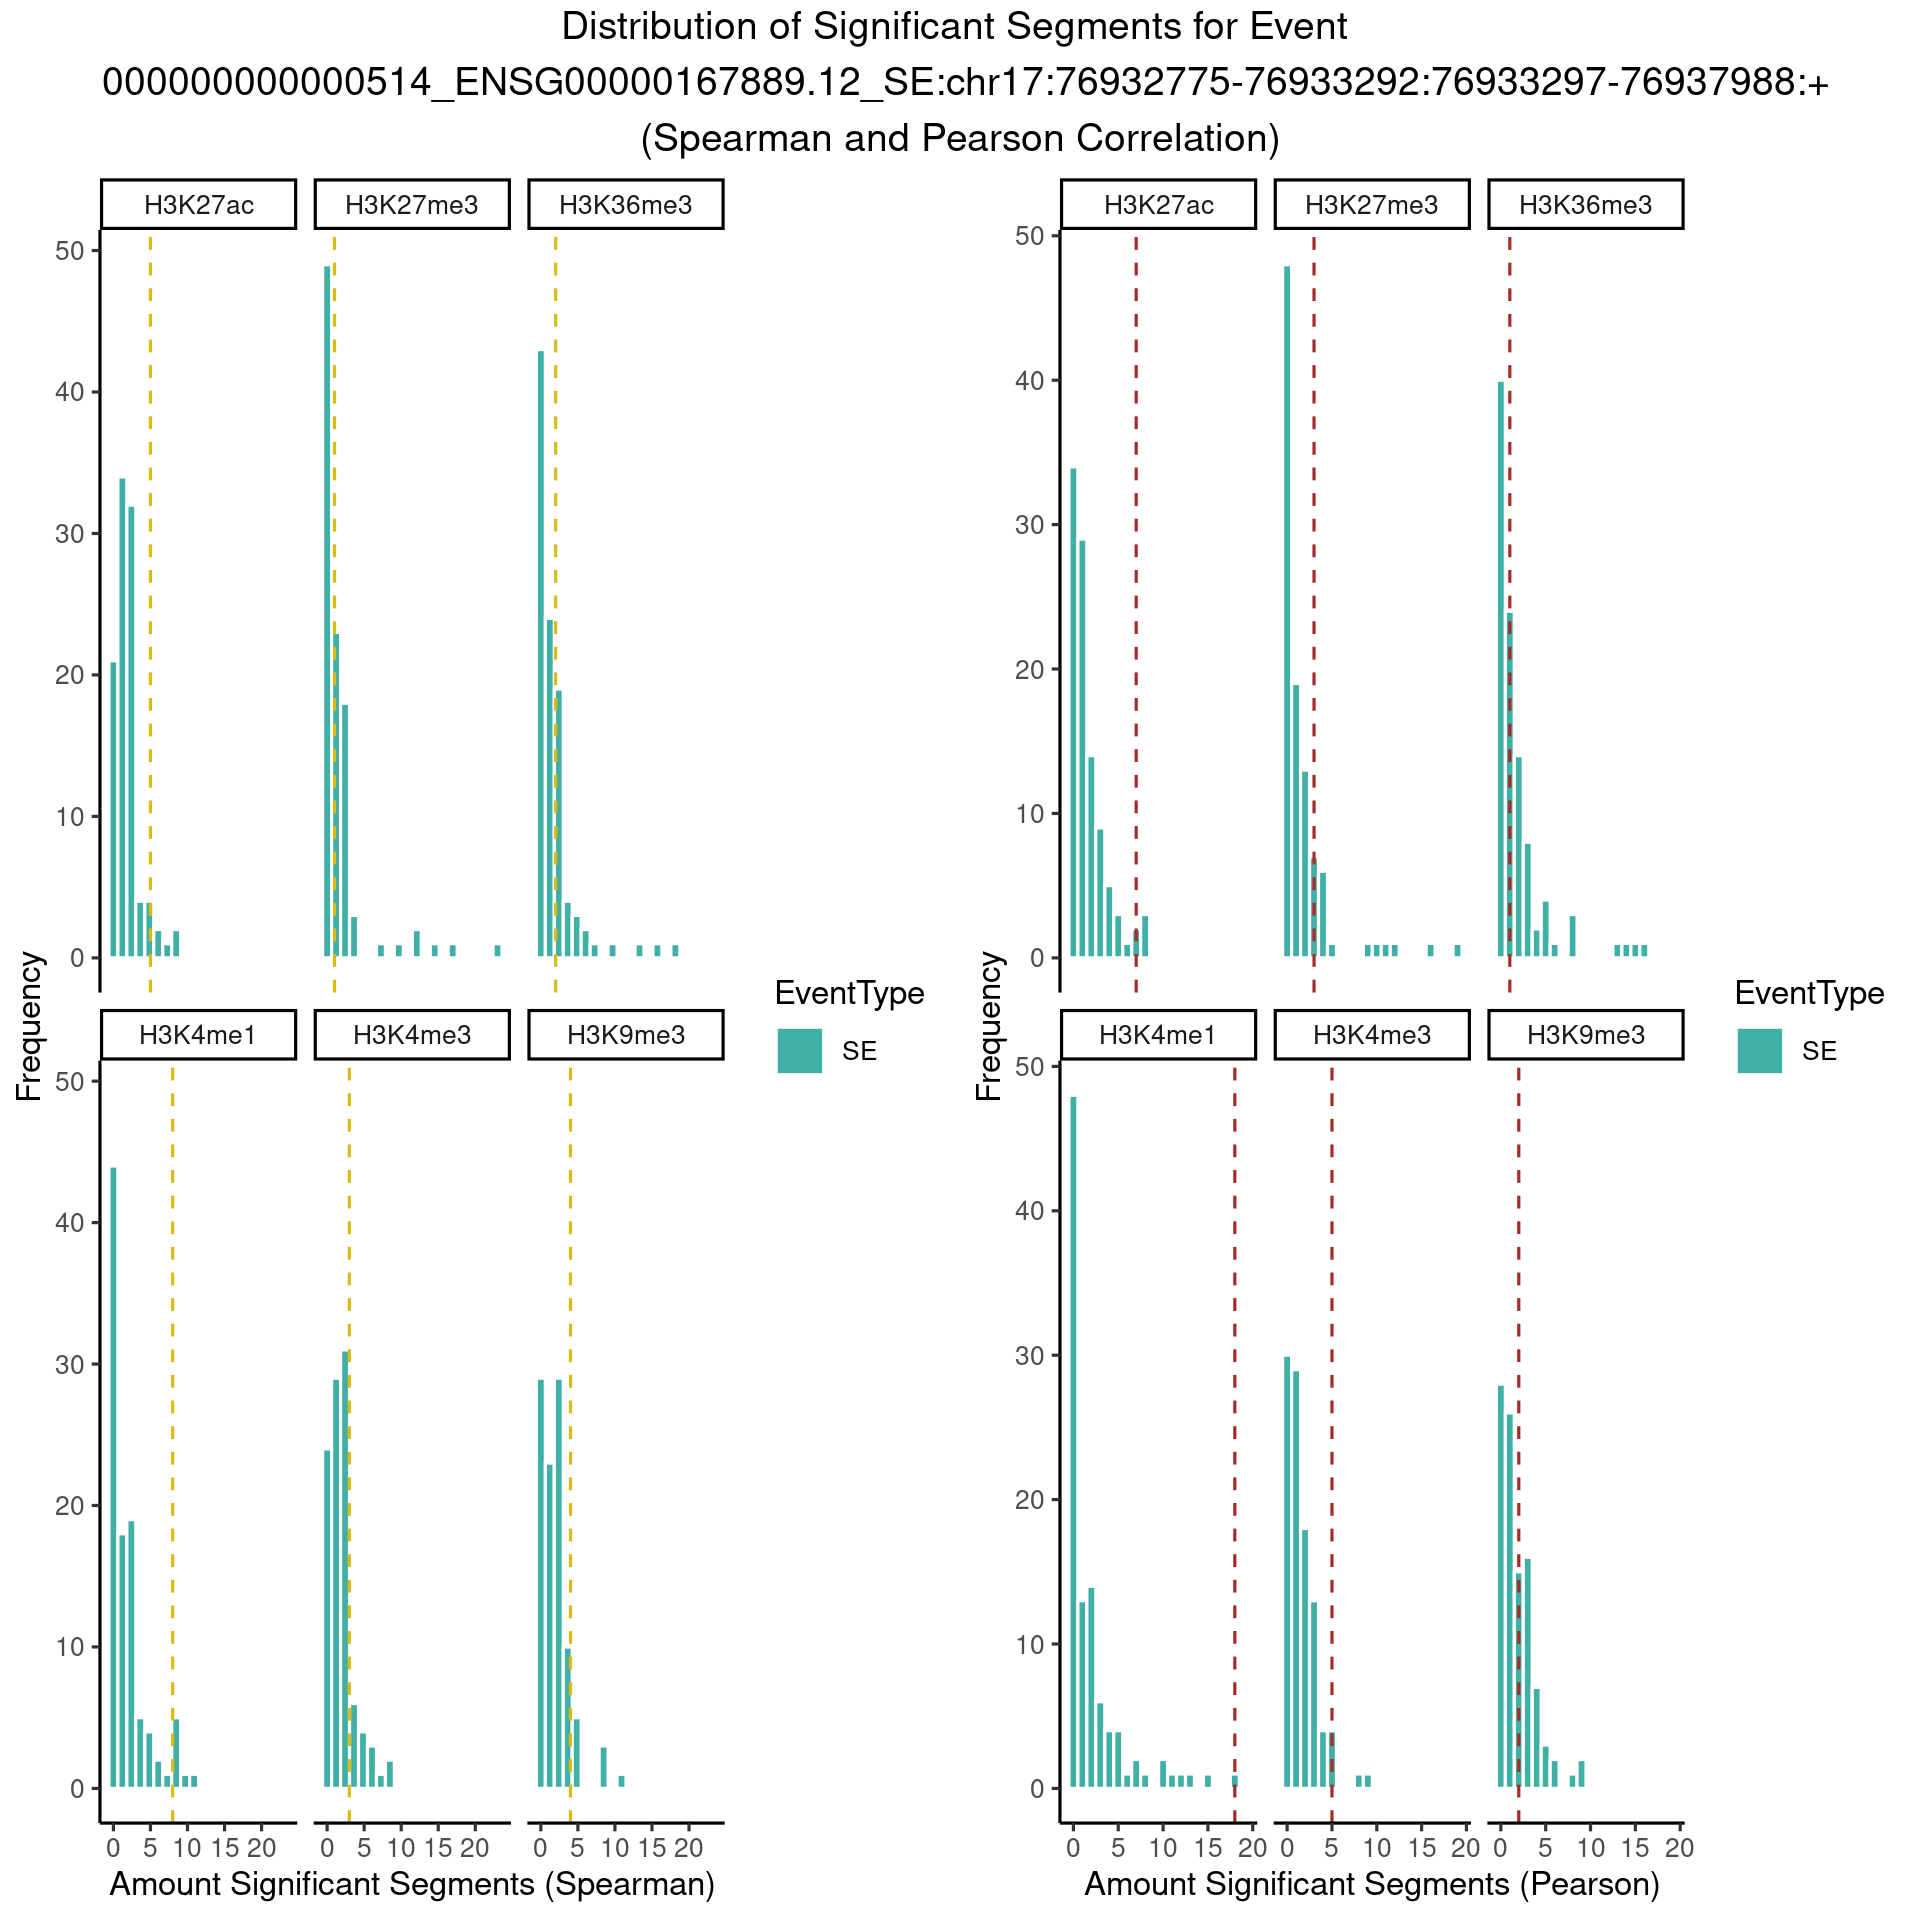 Distribution of Significant Segments for Event
000000000000514_ENSG00000167889.12_SE:chr17:76932775-76933292:76933297-76937988:+
(Spearman and Pearson Correlation)
H3K27ac H3K27me3 H3K36me3
50
40
30
20
10
0
H3K4me1 H3K4me3 H3K9me3
50
40
30
20
10
0
0 5 10 15 20 0 5 10 15 20 0 5 10 15 20
Amount Significant Segments (Spearman)
Frequency
EventType
SE
H3K27ac H3K27me3 H3K36me3
50
40
30
20
10
0
H3K4me1 H3K4me3 H3K9me3
50
40
30
20
10
0
0 5 10 15 20 0 5 10 15 20 0 5 10 15 20
Amount Significant Segments (Pearson)
Frequency
EventType
SE